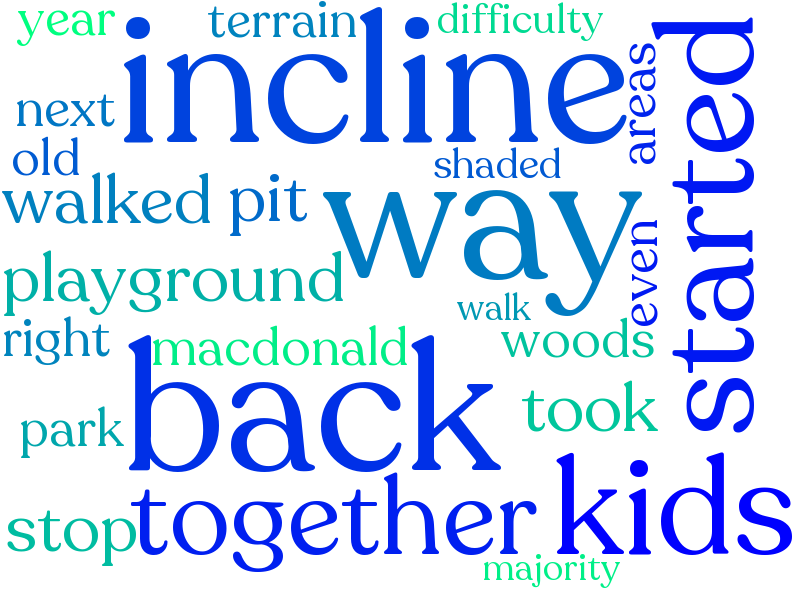 year
terrain
difficulty
incline
started
areas
next
old
shaded
walked
pit
way
even
playground
walk
right
macdonald
woods
back
took
park
together
kids
stop
majority